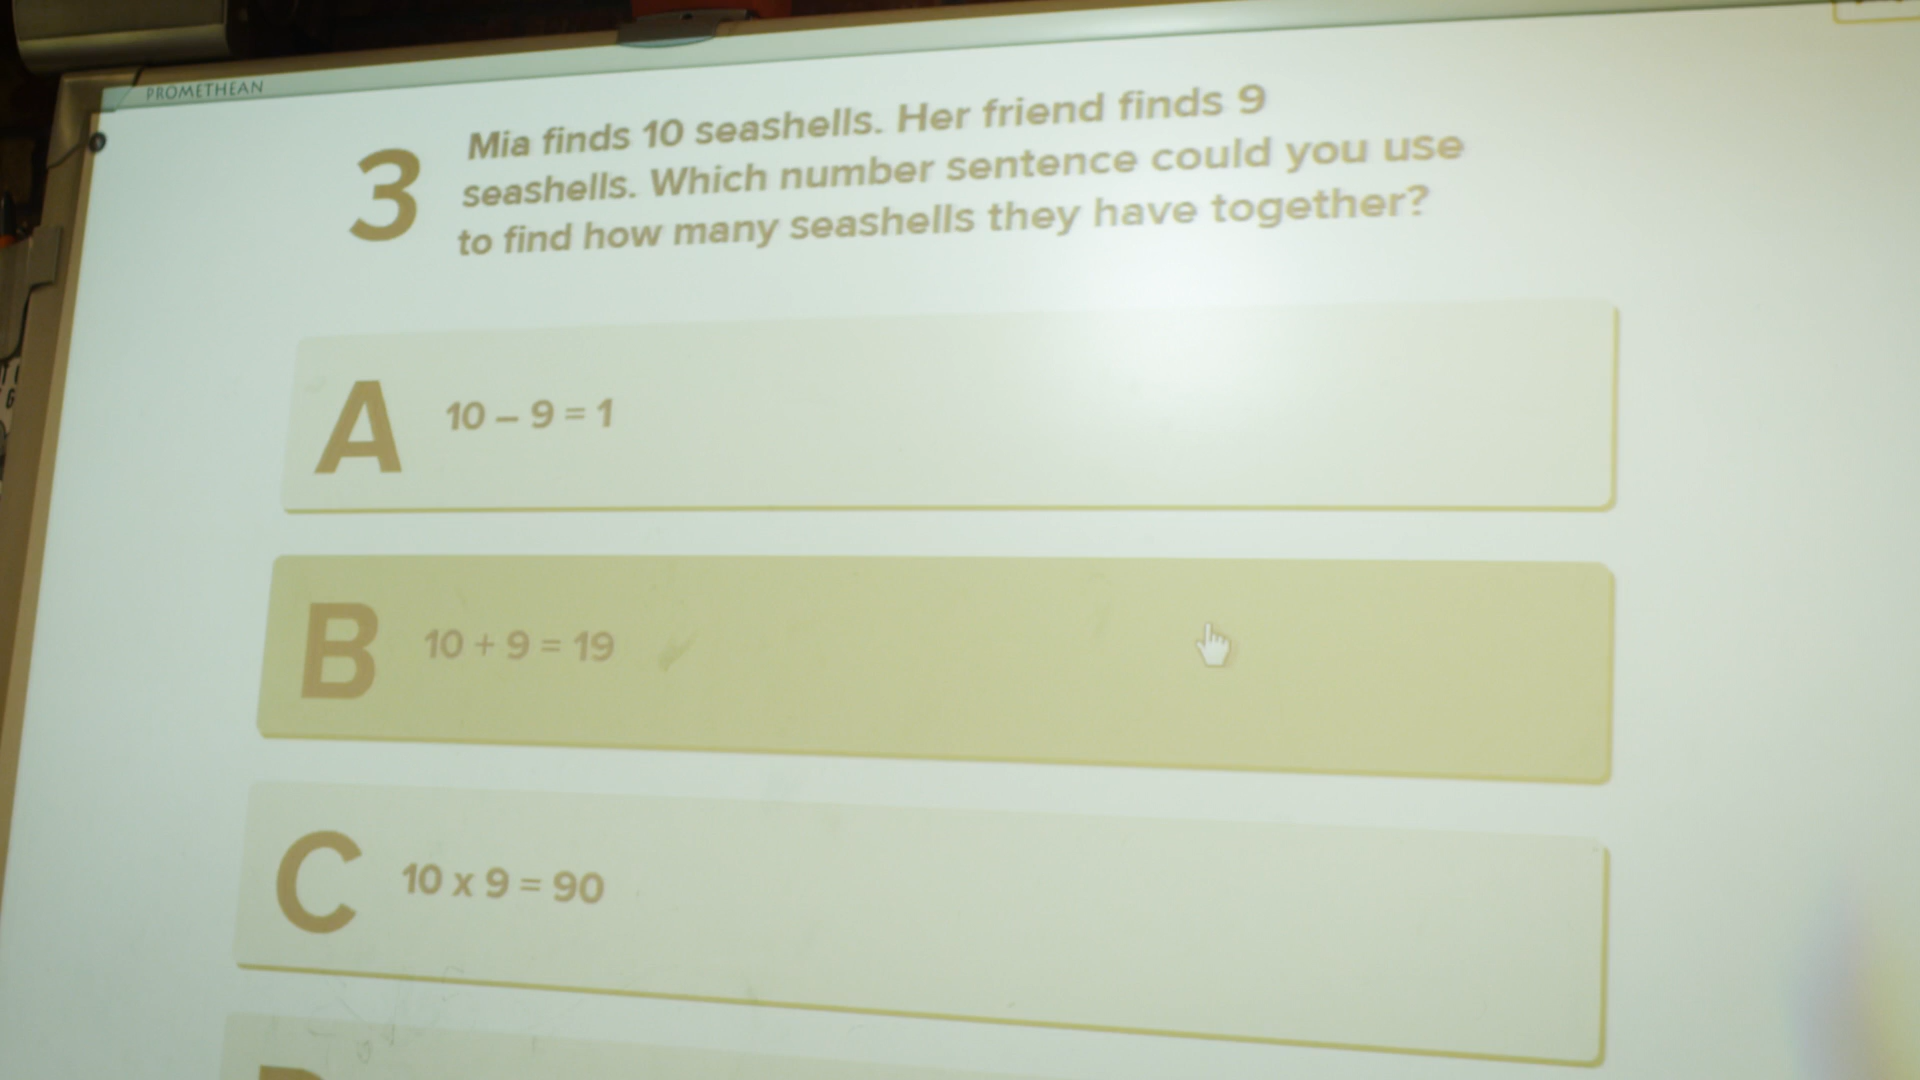 PROMETHEAN
3
Mia finds 10 seashells. Her friend finds 9
seashells. Which number sentence could you use
to find how many seashells they have together?
A
10 – 9 = 1
B
10 + 9 = 19
C
10 x 9 = 90